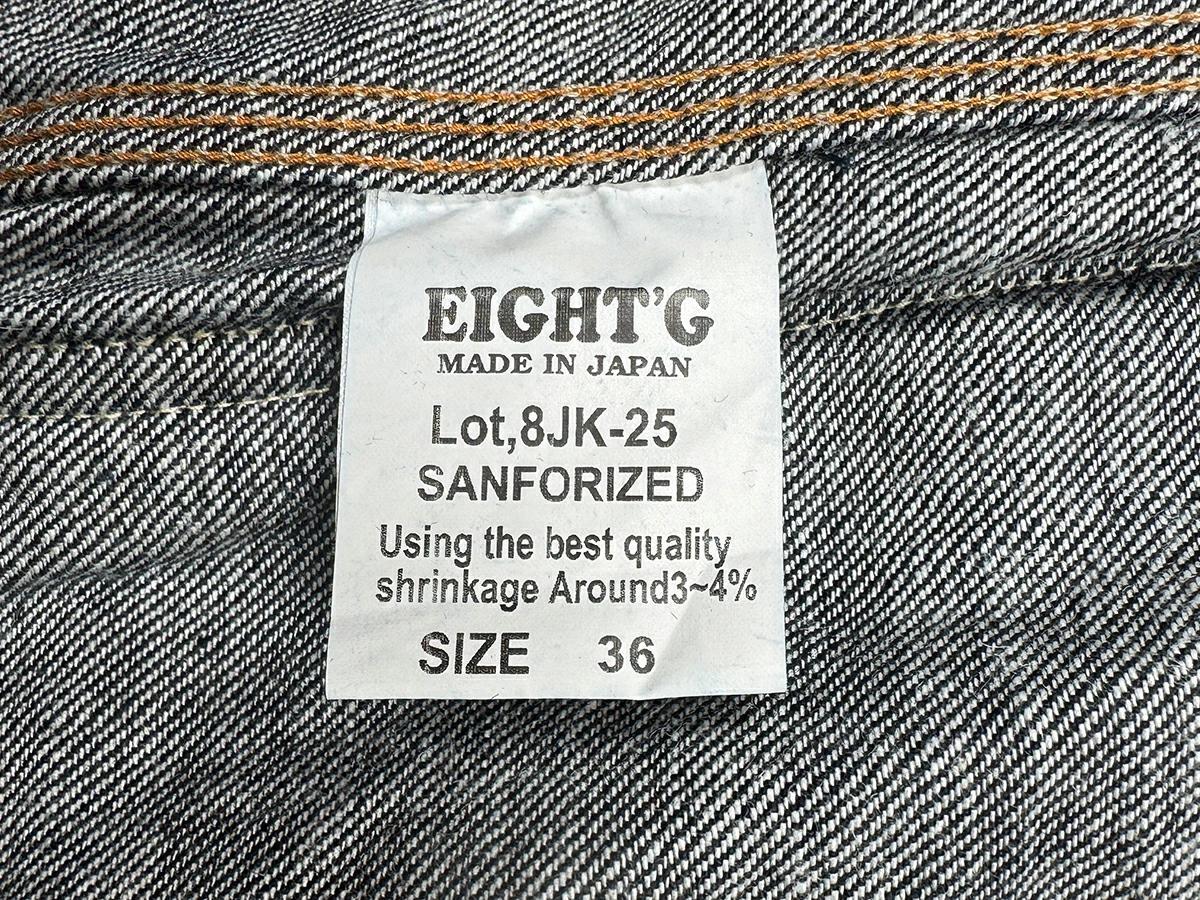 EIGHT'G
MADE IN JAPAN
Lot,8JK-25
SANFORIZED
Using the best quality
shrinkage Around3~4%
SIZE 36